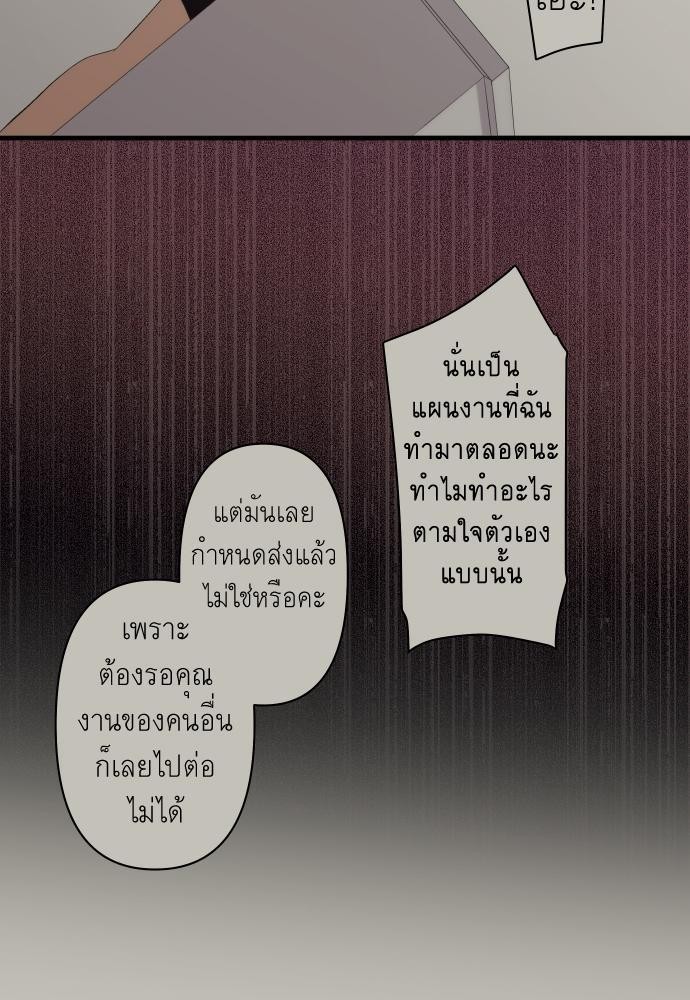 นั่นเป็น
แผนงานที่ฉัน
ทำมาตลอดนะ
ทำไมทำอะไร
ตามใจตัวเอง
แบบนั้น
แต่มันเลย
กำหนดส่งแล้ว
ไม่ใช่หรือคะ
เพราะ
ต้องรอคุณ
งานของคนอื่น
ก็เลยไปต่อ
ไม่ได้